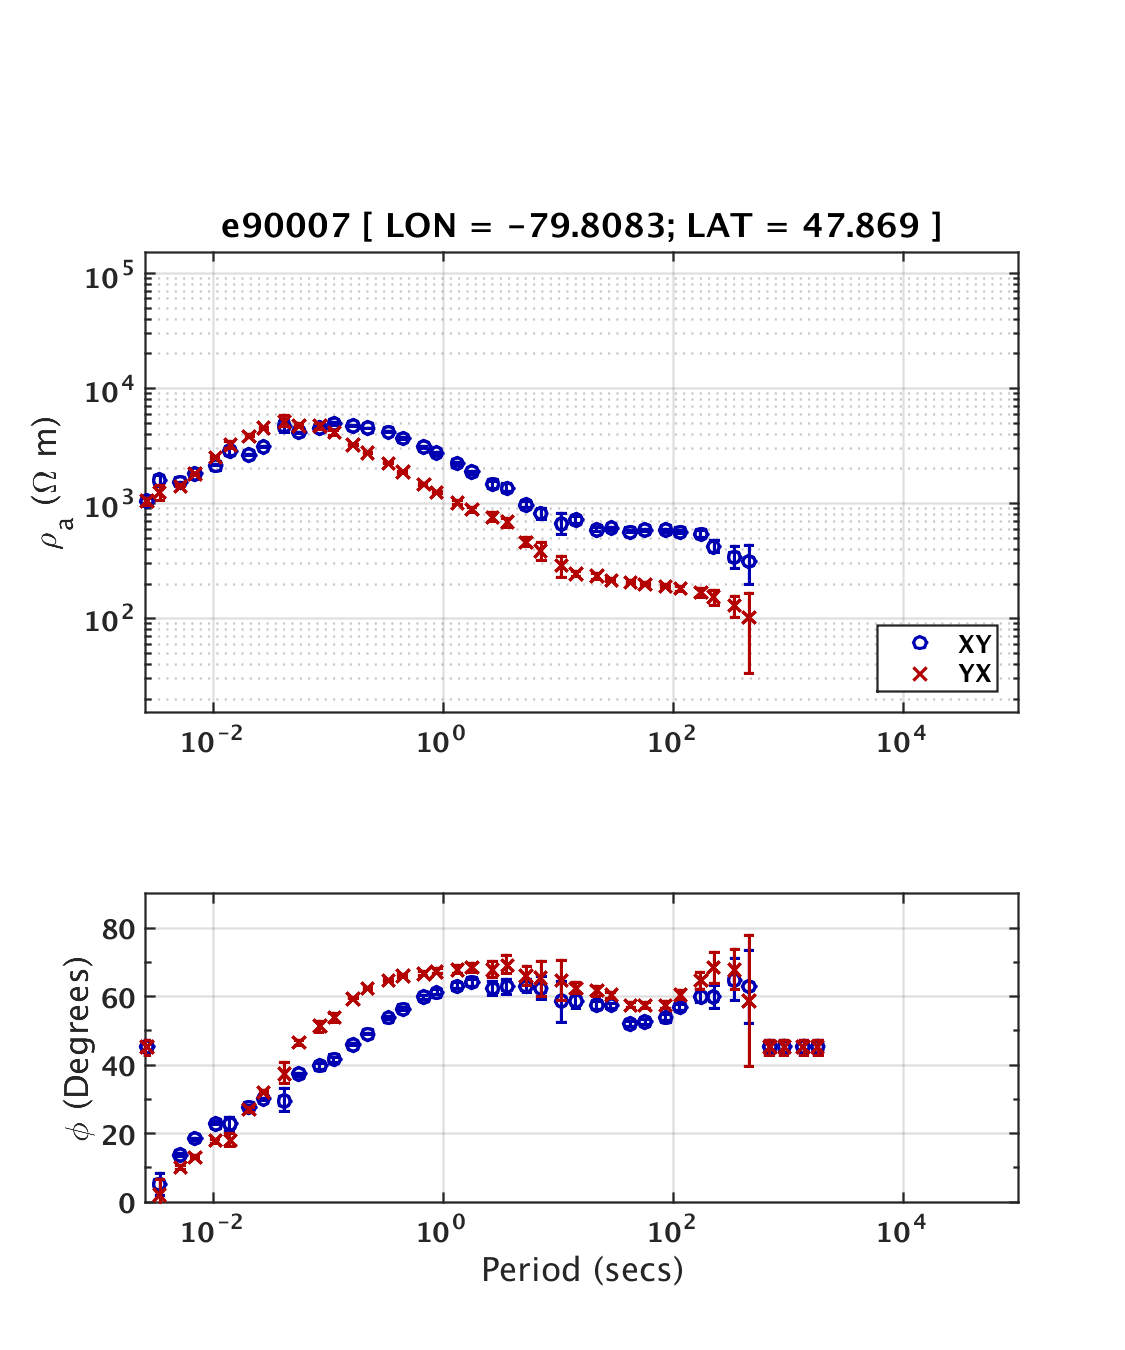 e90007 [ LON = −79.8083; LAT = 47.869 ]
ρa (Ω m)
10^5
10^4
10^3
10^2
10^-2 10^0 10^2 10^4
XY
YX
ϕ (Degrees)
80
60
40
20
0
10^-2 10^0 10^2 10^4
Period (secs)